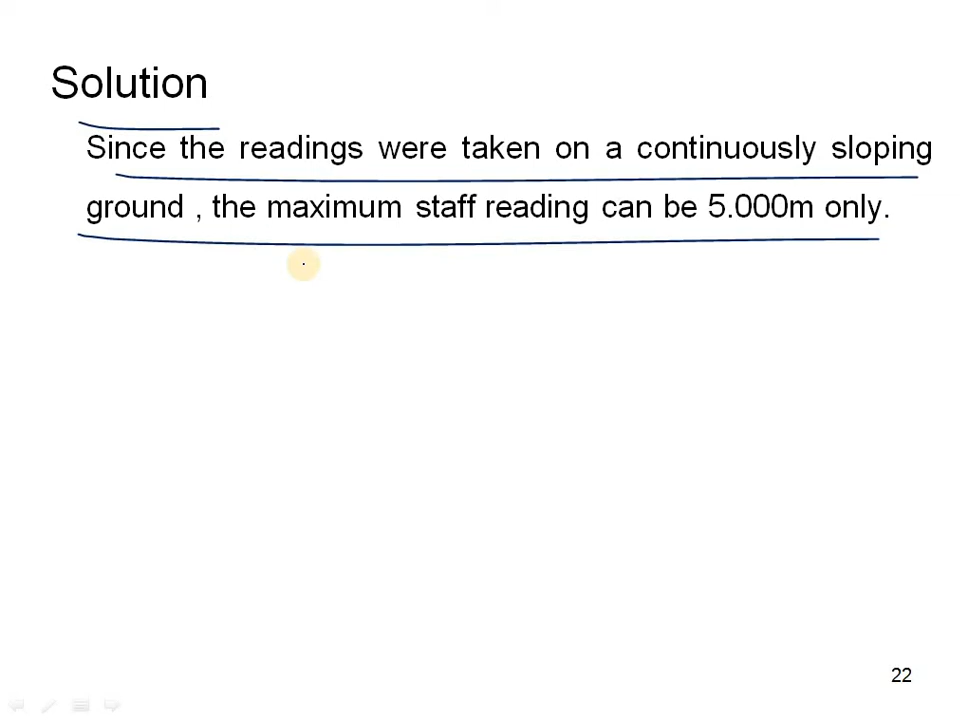 Solution
Since the readings were taken on a continuously sloping
ground , the maximum staff reading can be 5.000m only.
22